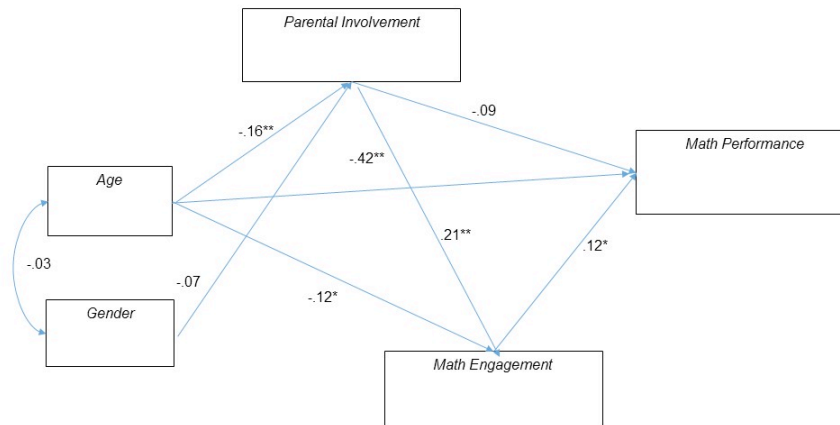 Parental Involvement
-.09
-.16**
Math Performance
-.42**
Age
.21**
.12*
-.03
-.07
-.12*
Gender
Math Engagement